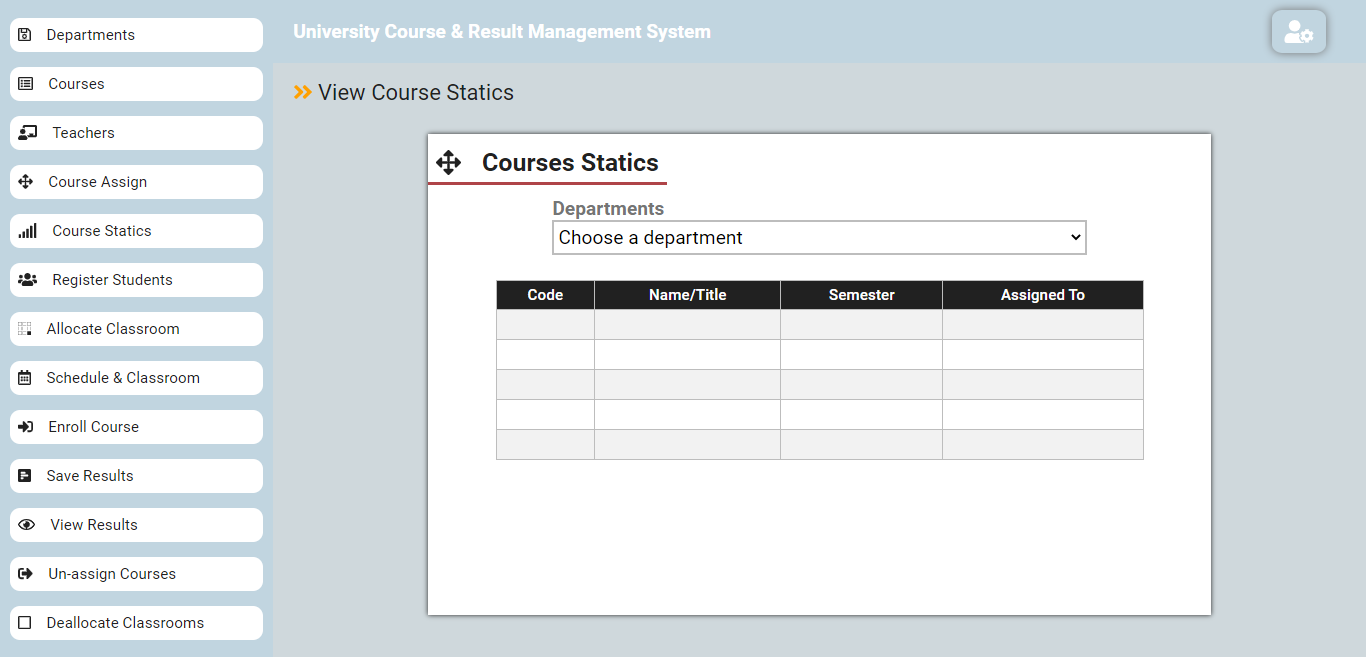 Departments
Courses
Teachers
Course Assign
Course Statics
Register Students
Allocate Classroom
Schedule & Classroom
Enroll Course
Save Results
View Results
Un-assign Courses
Deallocate Classrooms
University Course & Result Management System
View Course Statics
Courses Statics
Departments
Choose a department
Code Name/Title Semester Assigned To